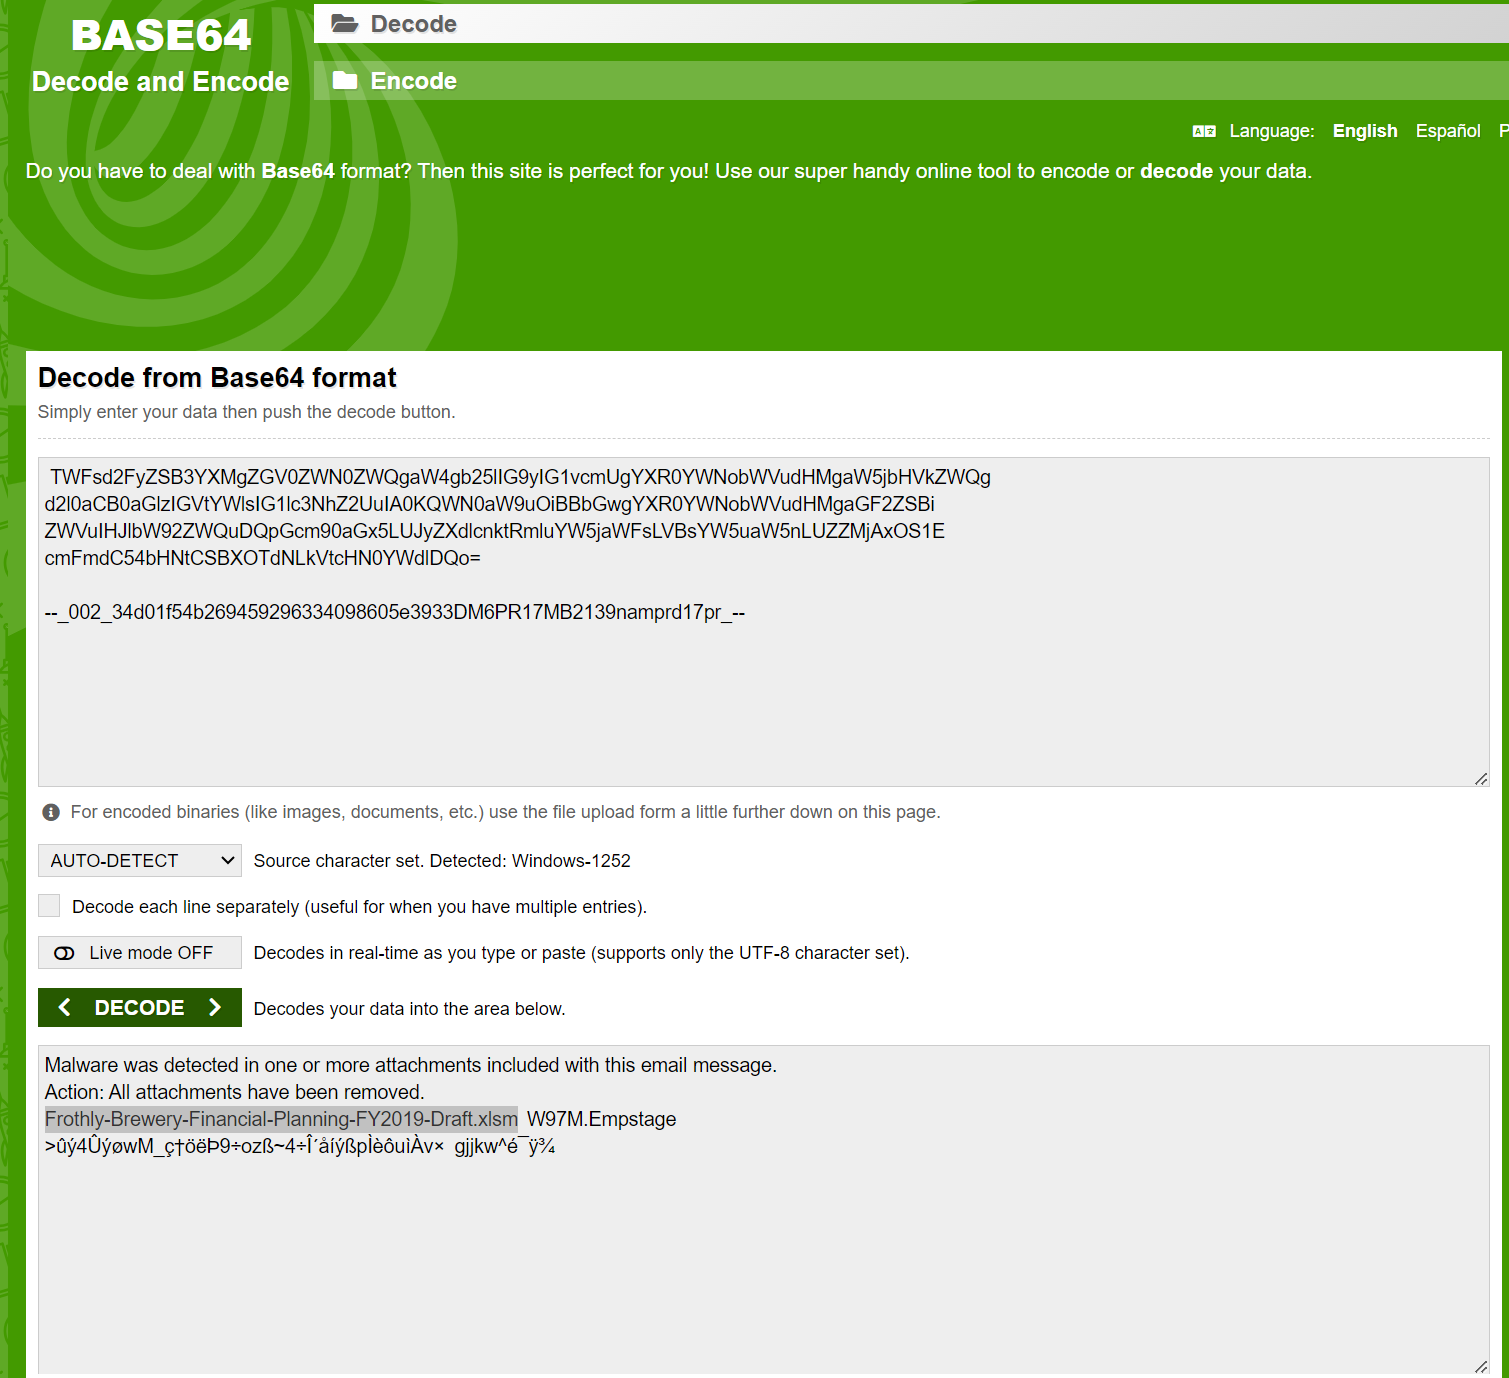 BASE64
Decode and Encode
Decode
Encode
Language: English Español P
Do you have to deal with Base64 format? Then this site is perfect for you! Use our super handy online tool to encode or decode your data.
Decode from Base64 format
Simply enter your data then push the decode button.
TWFsd2FyZSB3YXMgZGV0ZWN0ZWQgaW4gb25lIG9yIG1vcmUgYXR0YWNobWVudHMgaW5jbHVkZWQg
d2l0aCB0aGlzIGVtYWlsIG1lc3NhZ2UuIA0KQWN0aW9uOiBBbGwgYXR0YWNobWVudHMgaGF2ZSBi
ZWVuIHJlbW92ZWQuDQpGcm90aGx5LUJyZXdlcnktRmluYW5jaWFsLVBsYW5uaW5nLUZZMjAxOS1E
cmFmdC54bHNtCSBXOTdNLkVtcHN0YWdlDQo=
--_002_34d01f54b269459296334098605e3933DM6PR17MB2139namprd17pr_--
For encoded binaries (like images, documents, etc.) use the file upload form a little further down on this page.
AUTO-DETECT Source character set. Detected: Windows-1252
Decode each line separately (useful for when you have multiple entries).
Live mode OFF Decodes in real-time as you type or paste (supports only the UTF-8 character set).
< DECODE > Decodes your data into the area below.
Malware was detected in one or more attachments included with this email message.
Action: All attachments have been removed.
Frothly-Brewery-Financial-Planning-FY2019-Draft.xlsm W97M.Empstage
>ûý4ÛýøwM_ç†öëÞ9÷ozß~4÷Î´åíýßpÌèôuìÀv× gjjkw^é¯ÿ¾